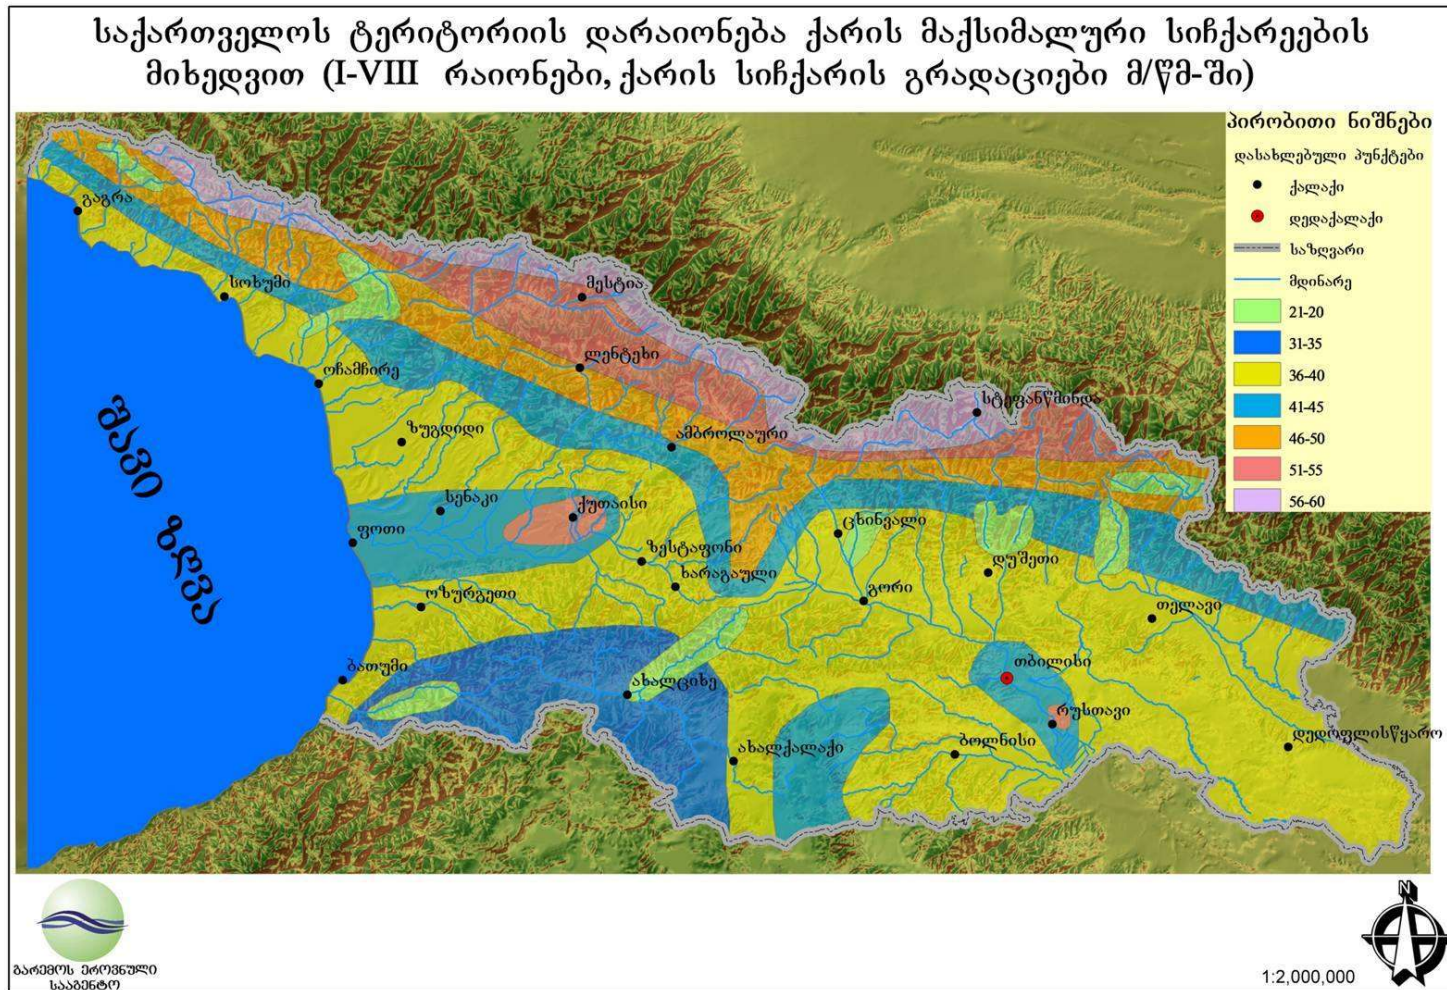 საქართველოს ტერიტორიის დარაიონება ქარის მაქსიმალური სიჩქარეების
მიხედვით (I-VIII რაიონები, ქარის სიჩქარის გრადაციები მ/წმ-ში)
პირობითი ნიშნები
დასახლებული პუნქტები
ქალაქი
დედაქალაქი
საზღვარი
მდინარე
21-20
31-35
36-40
41-45
46-50
51-55
56-60
გაგრა
სოხუმი
მესტია
ლენტეხი
ოჩამჩირე
სტეფანწმინდა
ზუგდიდი
ამბროლაური
შავი ზღვა
სენაკი
ქუთაისი
ფოთი
ცხინვალი
ზესტაფონი
ხარაგაული
დუშეთი
გორი
ოზურგეთი
თელავი
ბათუმი
თბილისი
ახალციხე
რუსთავი
ახალქალაქი
ბოლნისი
დედოფლისწყარო
გარემოს ეროვნული
სააგენტო
N
1:2,000,000